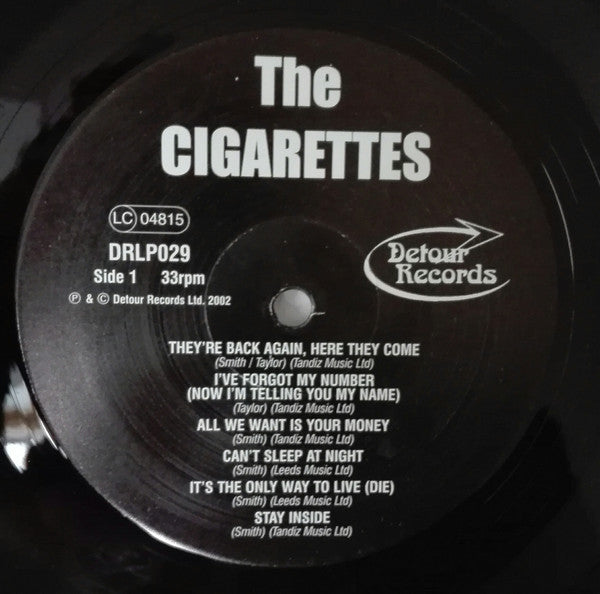 The
CIGARETTES
LC 04815
DRLP029
Side 1 33rpm
℗ & © Detour Records Ltd. 2002
Detour
Records
THEY'RE BACK AGAIN, HERE THEY COME
(Smith / Taylor) (Tandiz Music Ltd)
I'VE FORGOT MY NUMBER
(NOW I'M TELLING YOU MY NAME)
(Taylor) (Tandiz Music Ltd)
ALL WE WANT IS YOUR MONEY
(Smith) (Tandiz Music Ltd)
CAN'T SLEEP AT NIGHT
(Smith) (Leeds Music Ltd)
IT'S THE ONLY WAY TO LIVE (DIE)
(Smith) (Leeds Music Ltd)
STAY INSIDE
(Smith) (Tandiz Music Ltd)